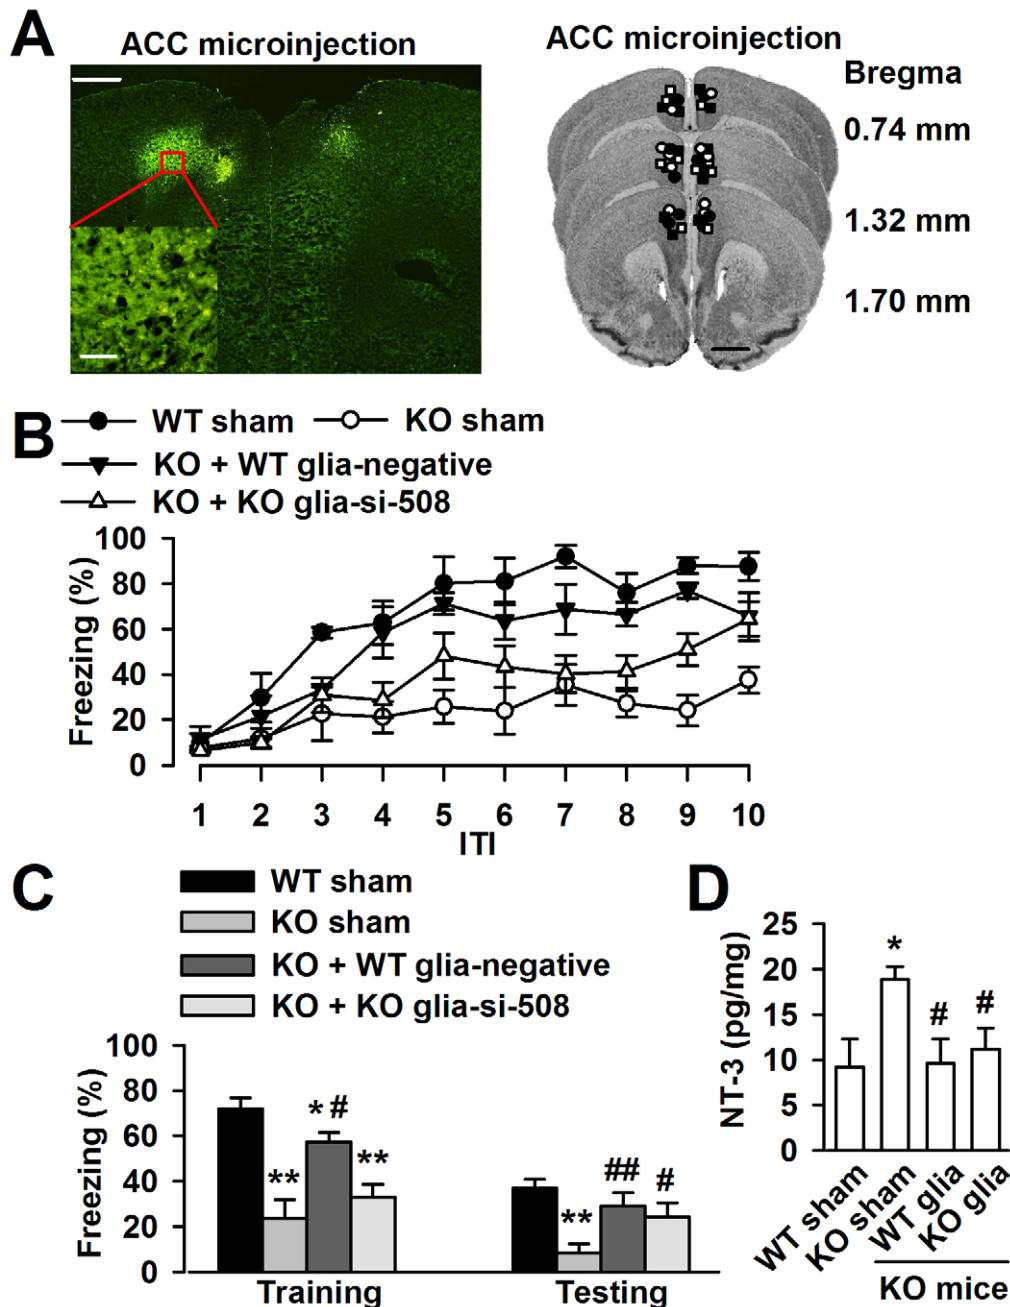 A
ACC microinjection
ACC microinjection
Bregma
0.74 mm
1.32 mm
1.70 mm
B
WT sham
KO sham
KO + WT glia-negative
KO + KO glia-si-508
Freezing (%)
100
80
60
40
20
0
1 2 3 4 5 6 7 8 9 10
ITI
C
WT sham
KO sham
KO + WT glia-negative
KO + KO glia-si-508
Freezing (%)
100
80
60
40
20
0
**
* #
**
**
##
#
Training
Testing
D
NT-3 (pg/mg)
25
20
15
10
5
0
*
#
#
WT sham
KO sham
WT glia
KO glia
KO mice